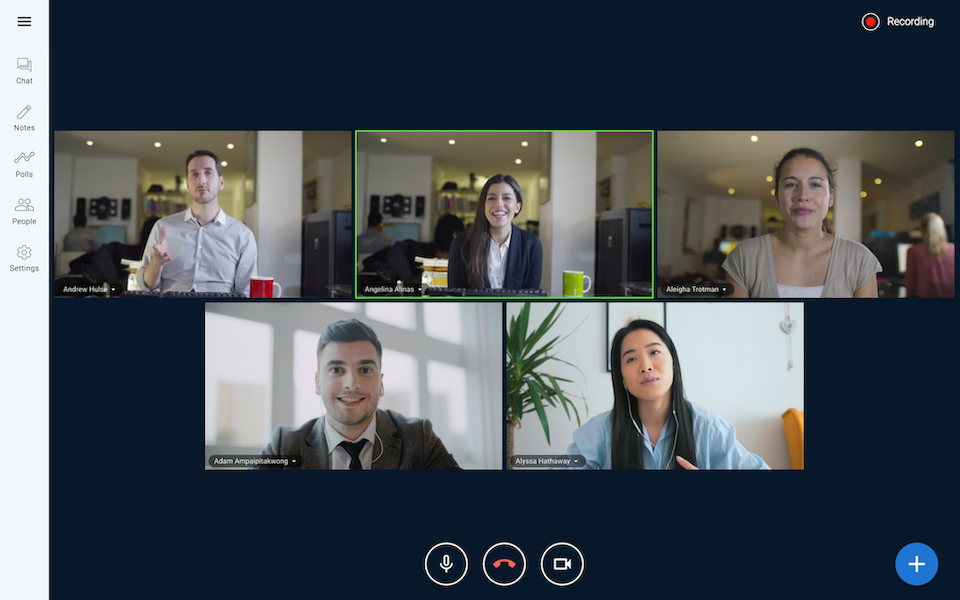 Recording
Chat
Notes
Polls
People
Settings
Andrew Hulse
Angelina Alinas
Aleigha Trotman
Adam Ampaipitakwong
Alyssa Hathaway